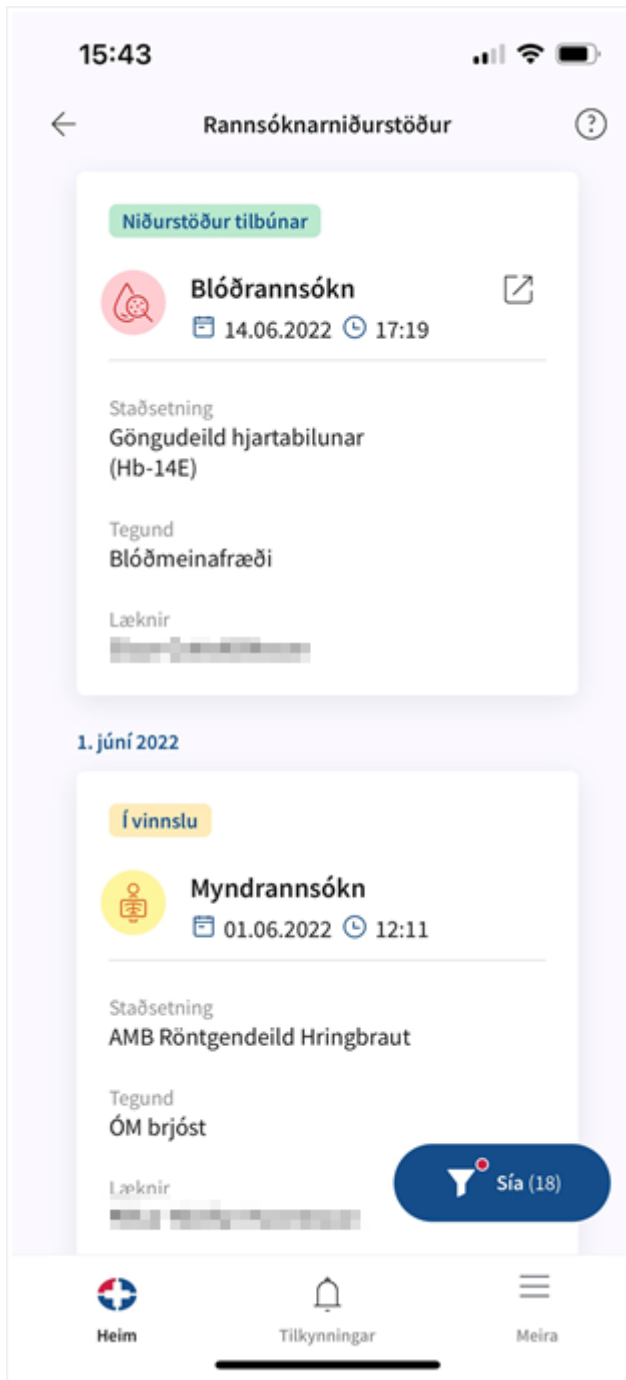 15:43
Rannsóknarniðurstöður
Niðurstöður tilbúnar
Blóðrannsókn
14.06.2022 17:19
Staðsetning
Göngudeild hjartabilunar
(Hb-14E)
Tegund
Blóðmeinafræði
Læknir
1. júní 2022
Í vinnslu
Myndrannsókn
01.06.2022 12:11
Staðsetning
AMB Röntgendeild Hringbraut
Tegund
ÓM brjóst
Læknir
Sía (18)
Heim Tilkynningar Meira